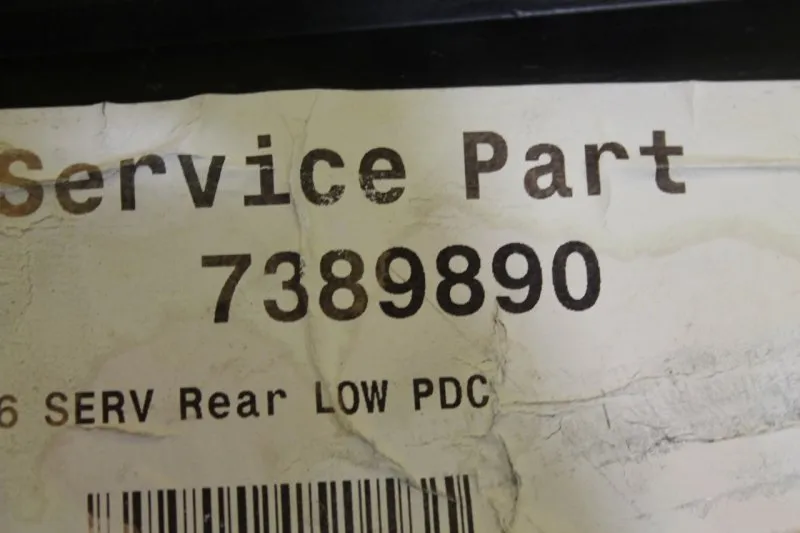 Service Part
7389890
6 SERV Rear LOW PDC